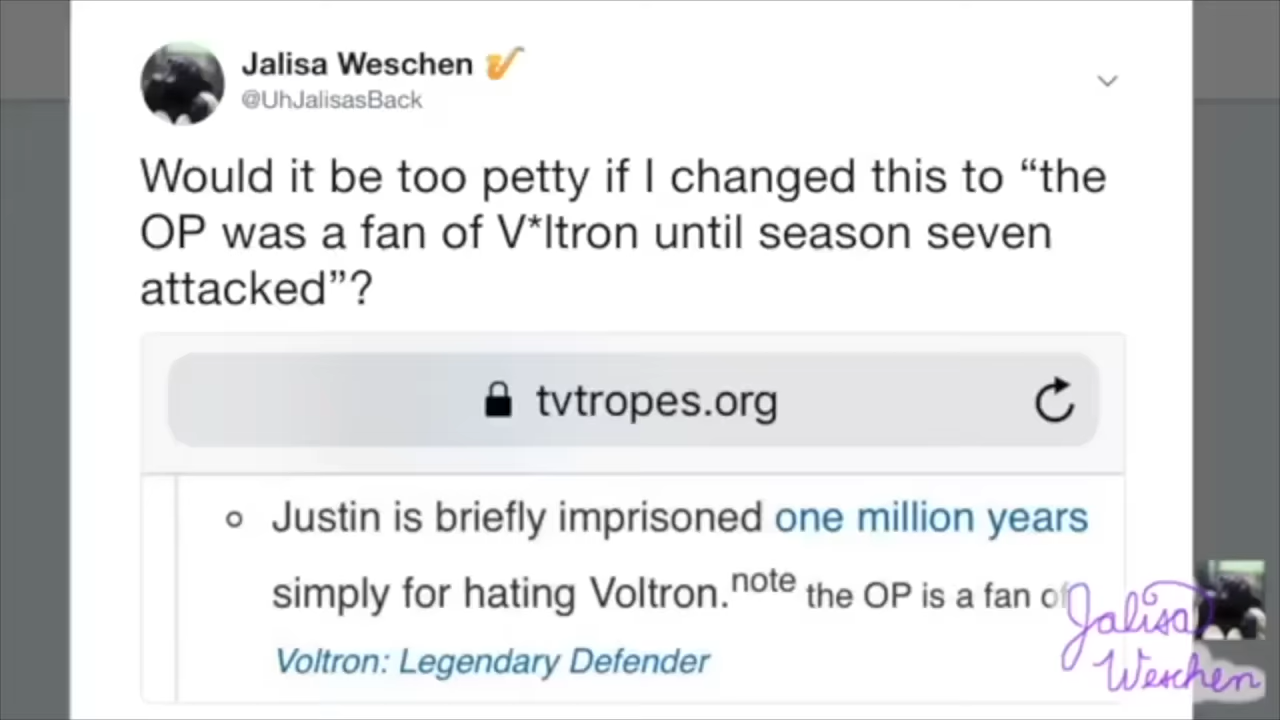 Jalisa Weschen 🎷
@UhJalisasBack
Would it be too petty if I changed this to “the
OP was a fan of V*ltron until season seven
attacked”?
tvtropes.org
Justin is briefly imprisoned one million years
simply for hating Voltron.note the OP is a fan of
Voltron: Legendary Defender
Jalisa
Weschen